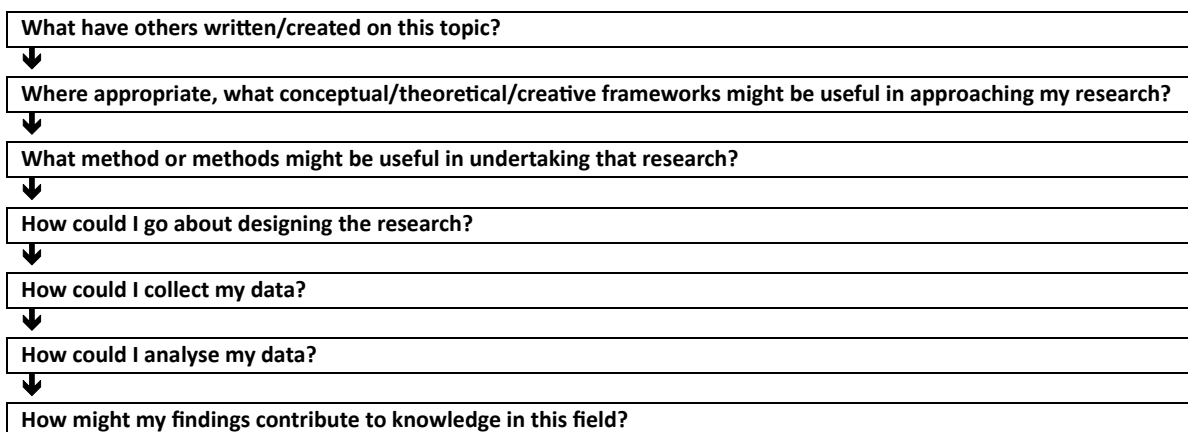 What have others written/created on this topic?
Where appropriate, what conceptual/theoretical/creative frameworks might be useful in approaching my research?
What method or methods might be useful in undertaking that research?
How could I go about designing the research?
How could I collect my data?
How could I analyse my data?
How might my findings contribute to knowledge in this field?